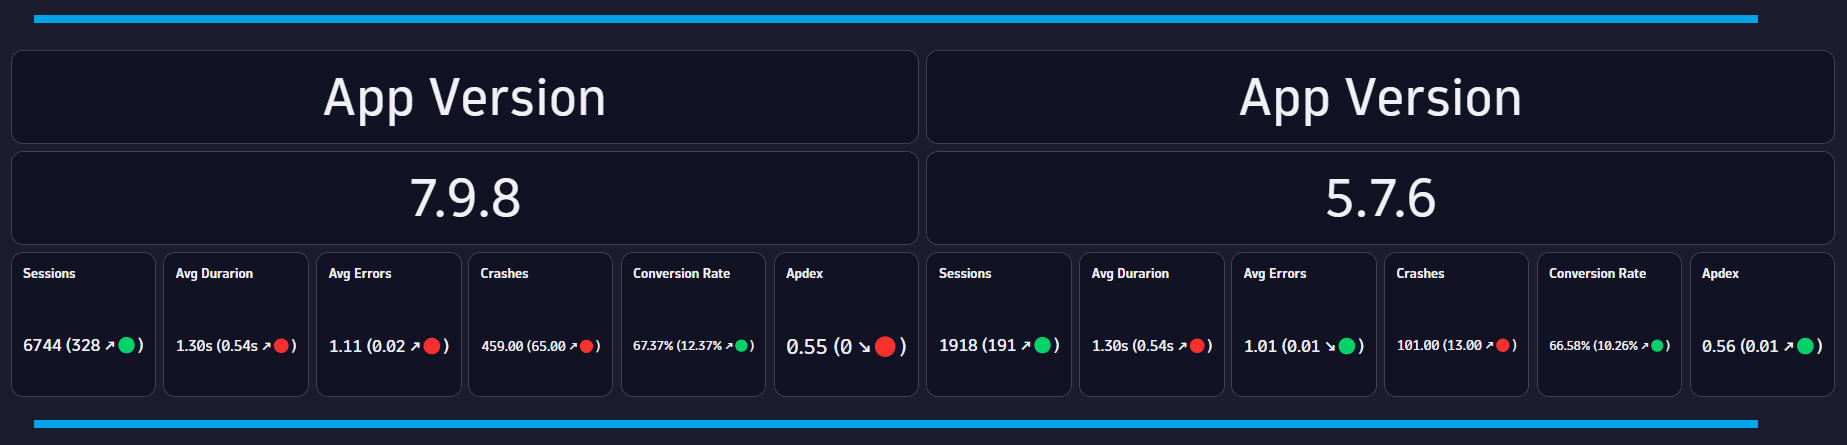 App Version
App Version
7.9.8
5.7.6
Sessions
6744 (328 ↗🟢)
Avg Durarion
1.30s (0.54s ↗🔴)
Avg Errors
1.11 (0.02 ↗🔴)
Crashes
459.00 (65.00 ↗🔴)
Conversion Rate
67.37% (12.37% ↗🟢)
Apdex
0.55 (0 ↘🔴)
Sessions
1918 (191 ↗🟢)
Avg Durarion
1.30s (0.54s ↗🔴)
Avg Errors
1.01 (0.01 ↘🟢)
Crashes
101.00 (13.00 ↗🔴)
Conversion Rate
66.58% (10.26% ↗🟢)
Apdex
0.56 (0.01 ↗🟢)